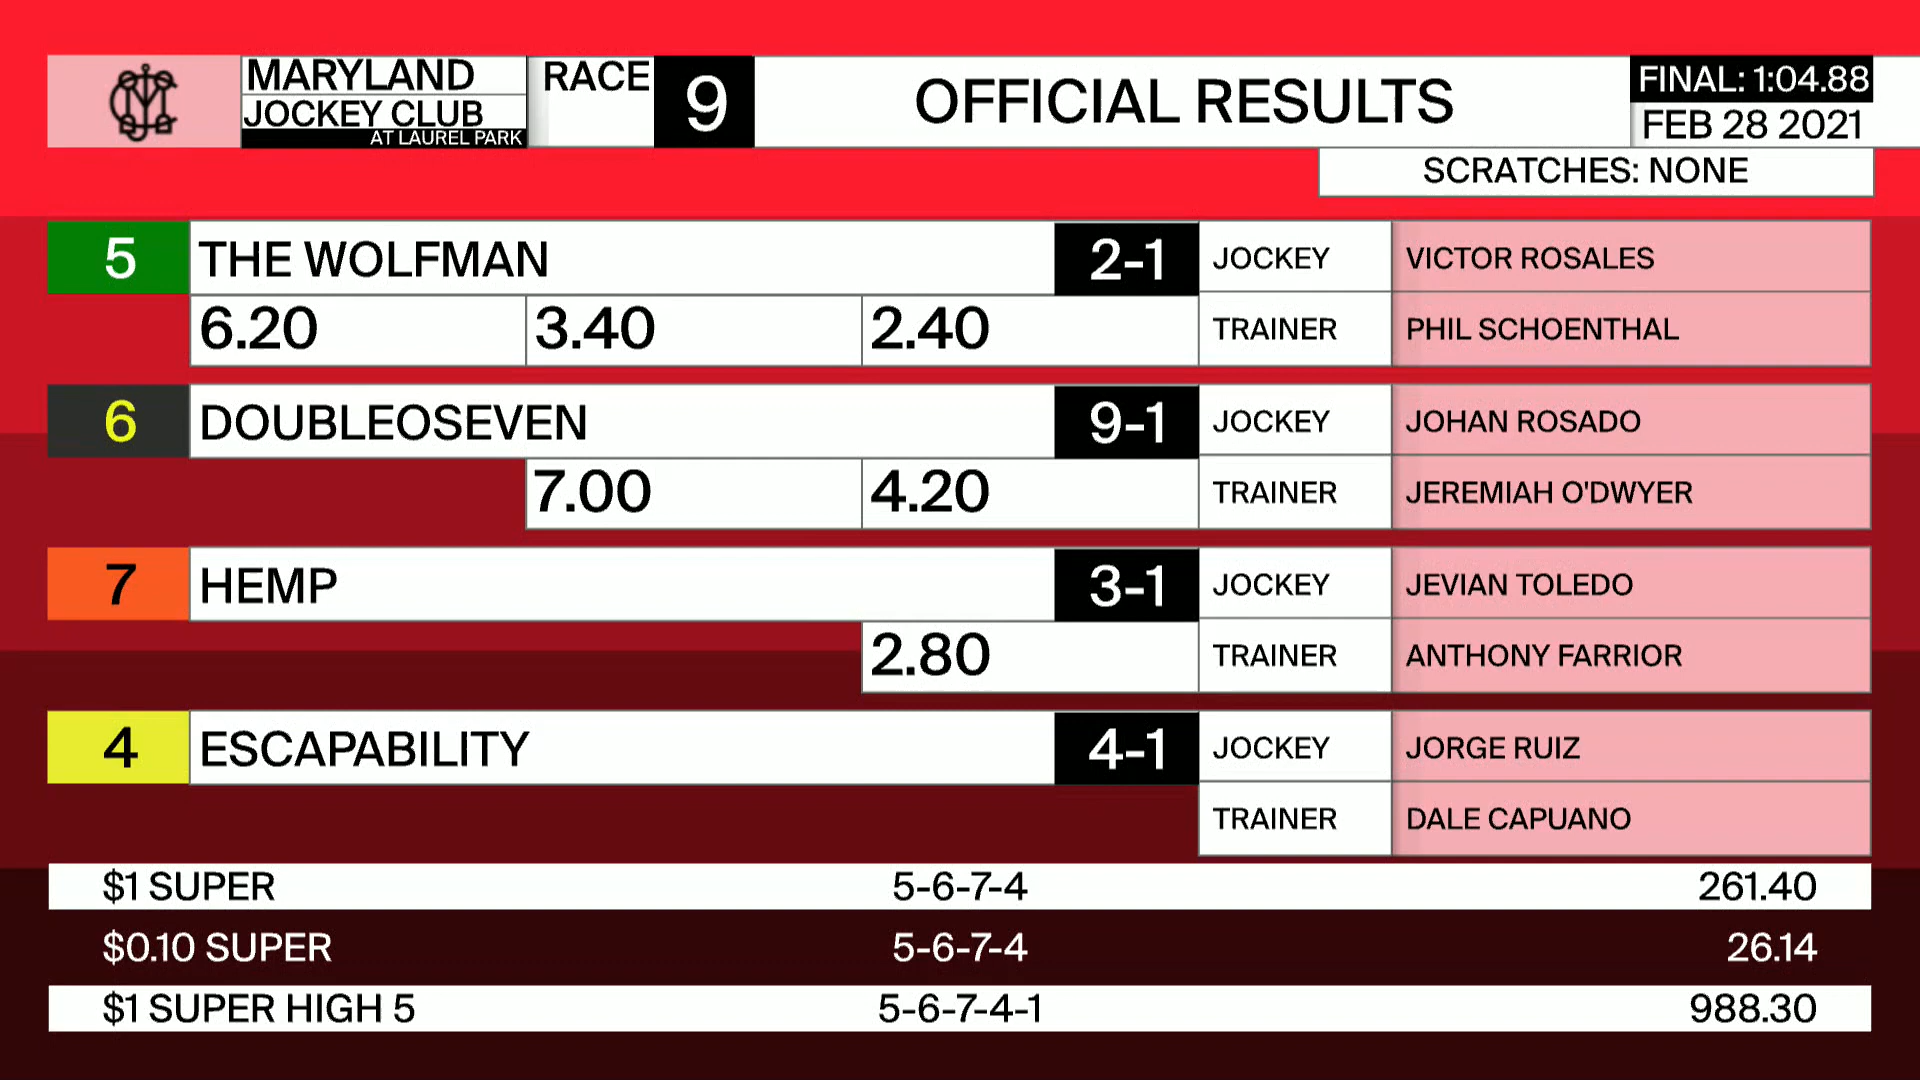 MARYLAND
JOCKEY CLUB
AT LAUREL PARK
RACE 9
OFFICIAL RESULTS
FINAL: 1:04.88
FEB 28 2021
SCRATCHES: NONE
5 THE WOLFMAN 2-1 JOCKEY VICTOR ROSALES
6.20 3.40 2.40 TRAINER PHIL SCHOENTHAL
6 DOUBLEOSEVEN 9-1 JOCKEY JOHAN ROSADO
7.00 4.20 TRAINER JEREMIAH O'DWYER
7 HEMP 3-1 JOCKEY JEVIAN TOLEDO
2.80 TRAINER ANTHONY FARRIOR
4 ESCAPABILITY 4-1 JOCKEY JORGE RUIZ
TRAINER DALE CAPUANO
$1 SUPER 5-6-7-4 261.40
$0.10 SUPER 5-6-7-4 26.14
$1 SUPER HIGH 5 5-6-7-4-1 988.30